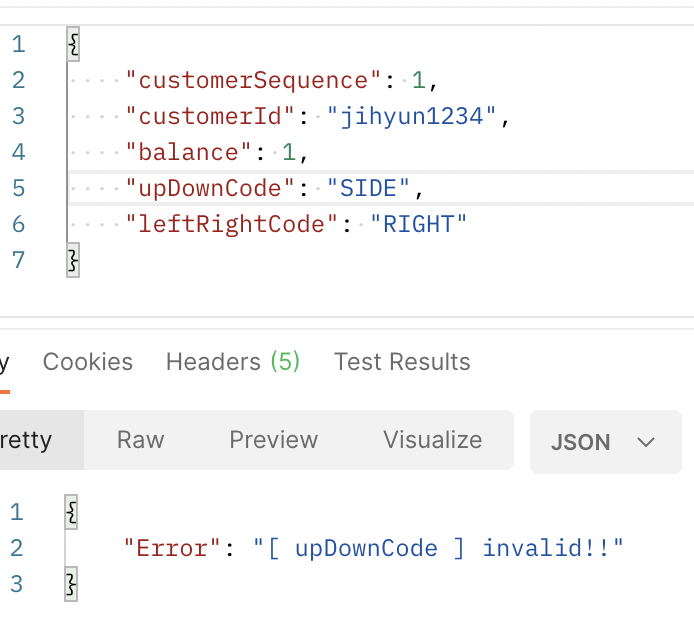 1 {
2 "customerSequence": 1,
3 "customerId": "jihyun1234",
4 "balance": 1,
5 "upDownCode": "SIDE",
6 "leftRightCode": "RIGHT"
7 }
y Cookies Headers (5) Test Results
retty Raw Preview Visualize JSON
1 {
2 "Error": "[ upDownCode ] invalid!!"
3 }